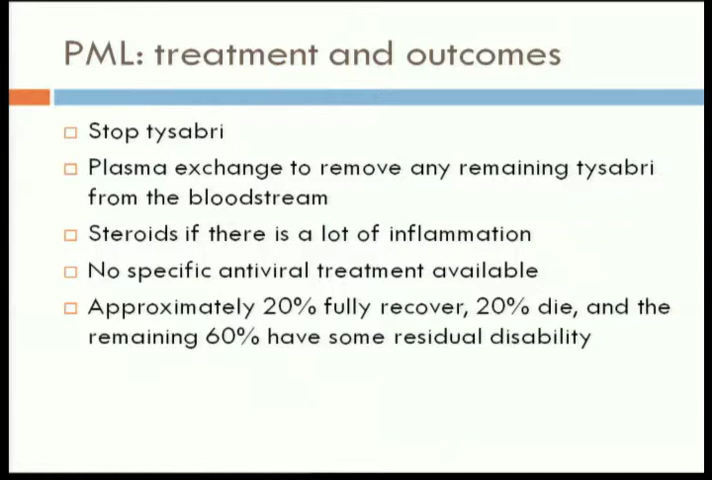 PML: treatment and outcomes
Stop tysabri
Plasma exchange to remove any remaining tysabri
from the bloodstream
Steroids if there is a lot of inflammation
No specific antiviral treatment available
Approximately 20% fully recover, 20% die, and the
remaining 60% have some residual disability